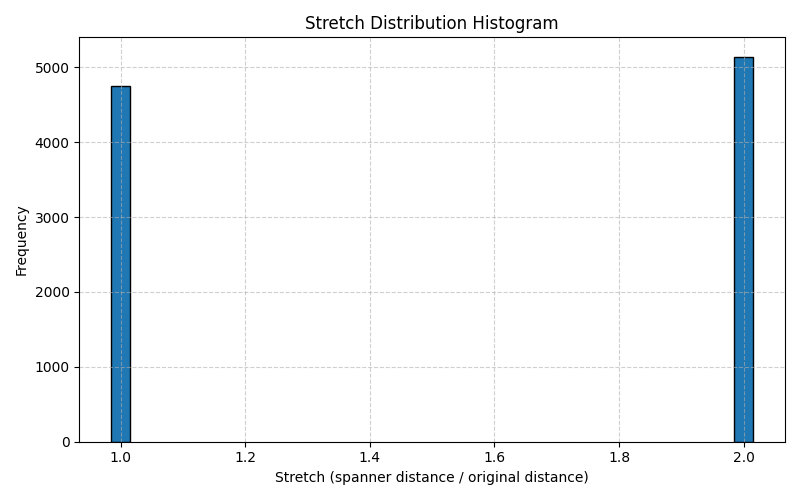 Stretch Distribution Histogram
5000
4000
3000
2000
1000
0
Frequency
1.0 1.2 1.4 1.6 1.8 2.0
Stretch (spanner distance / original distance)